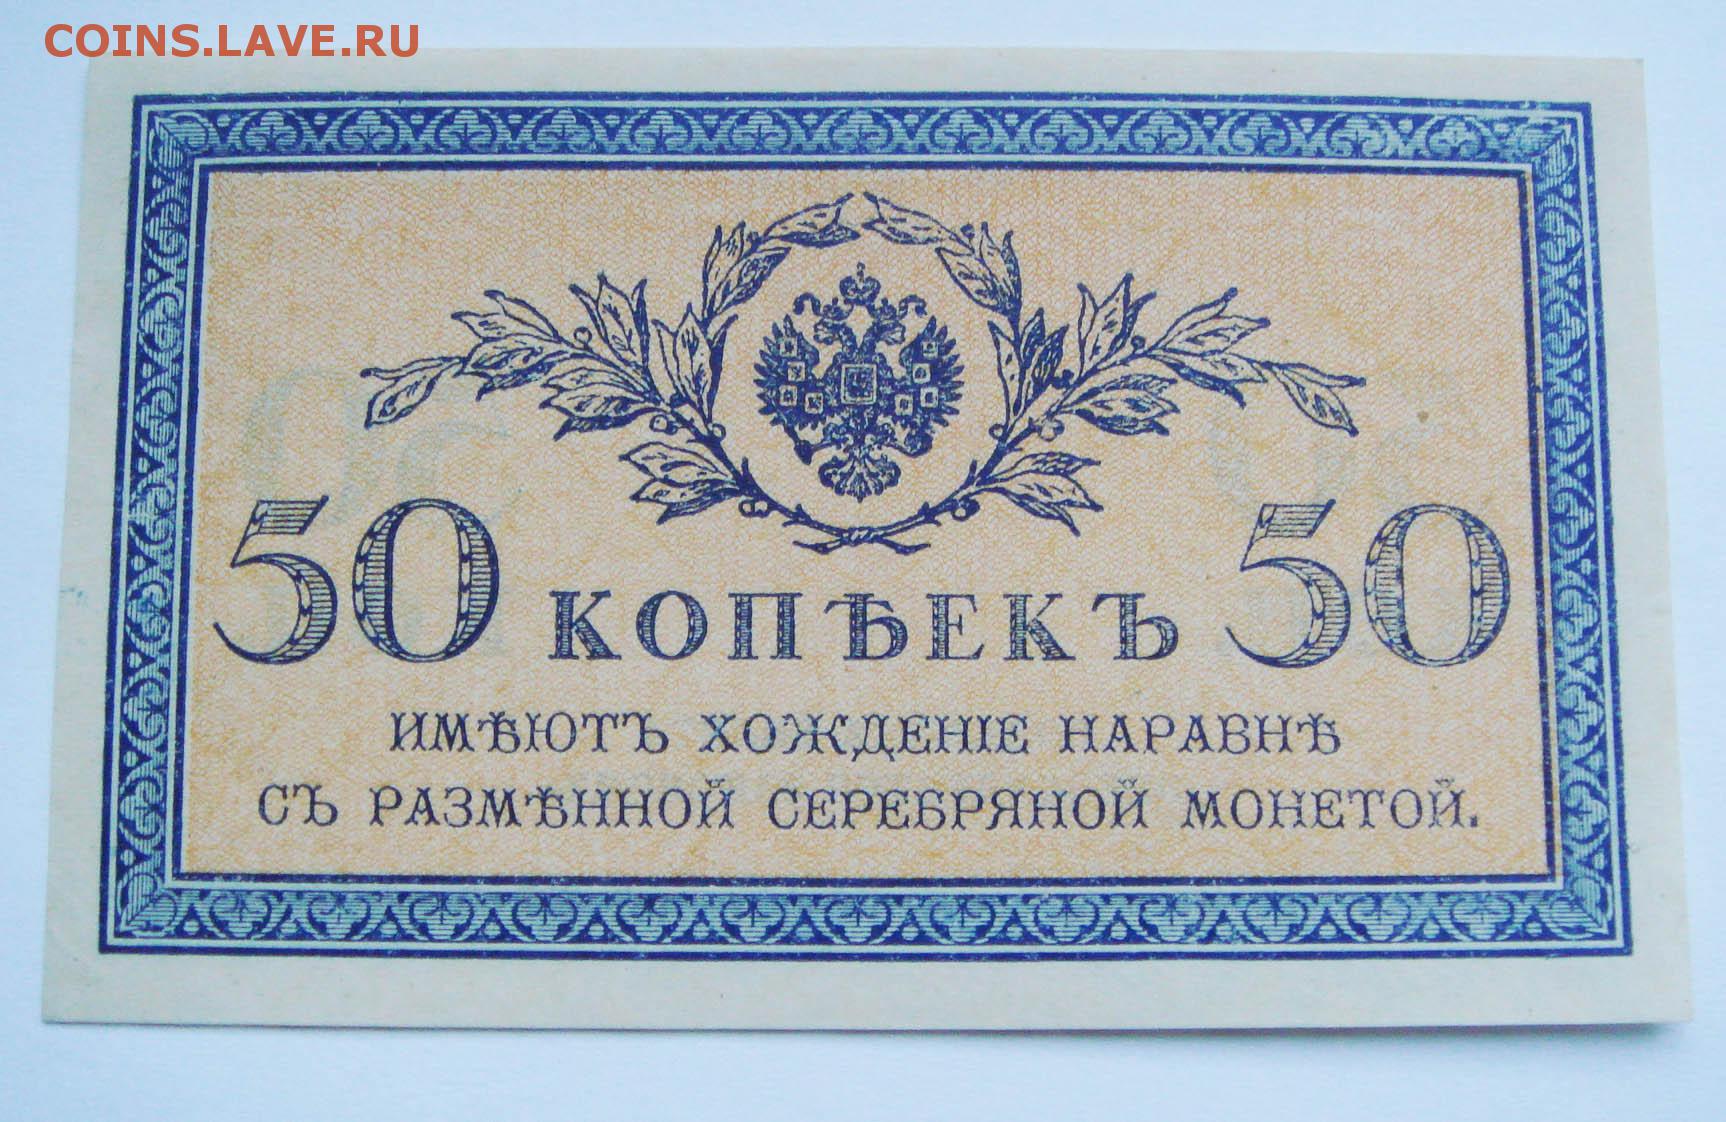 COINS.LAVE.RU
50 КОПѢЕКЪ 50
ИМѢЮТЪ ХОЖДЕНІЕ НАРАВНѢ
СЪ РАЗМѢННОЙ СЕРЕБРЯНОЙ МОНЕТОЙ.